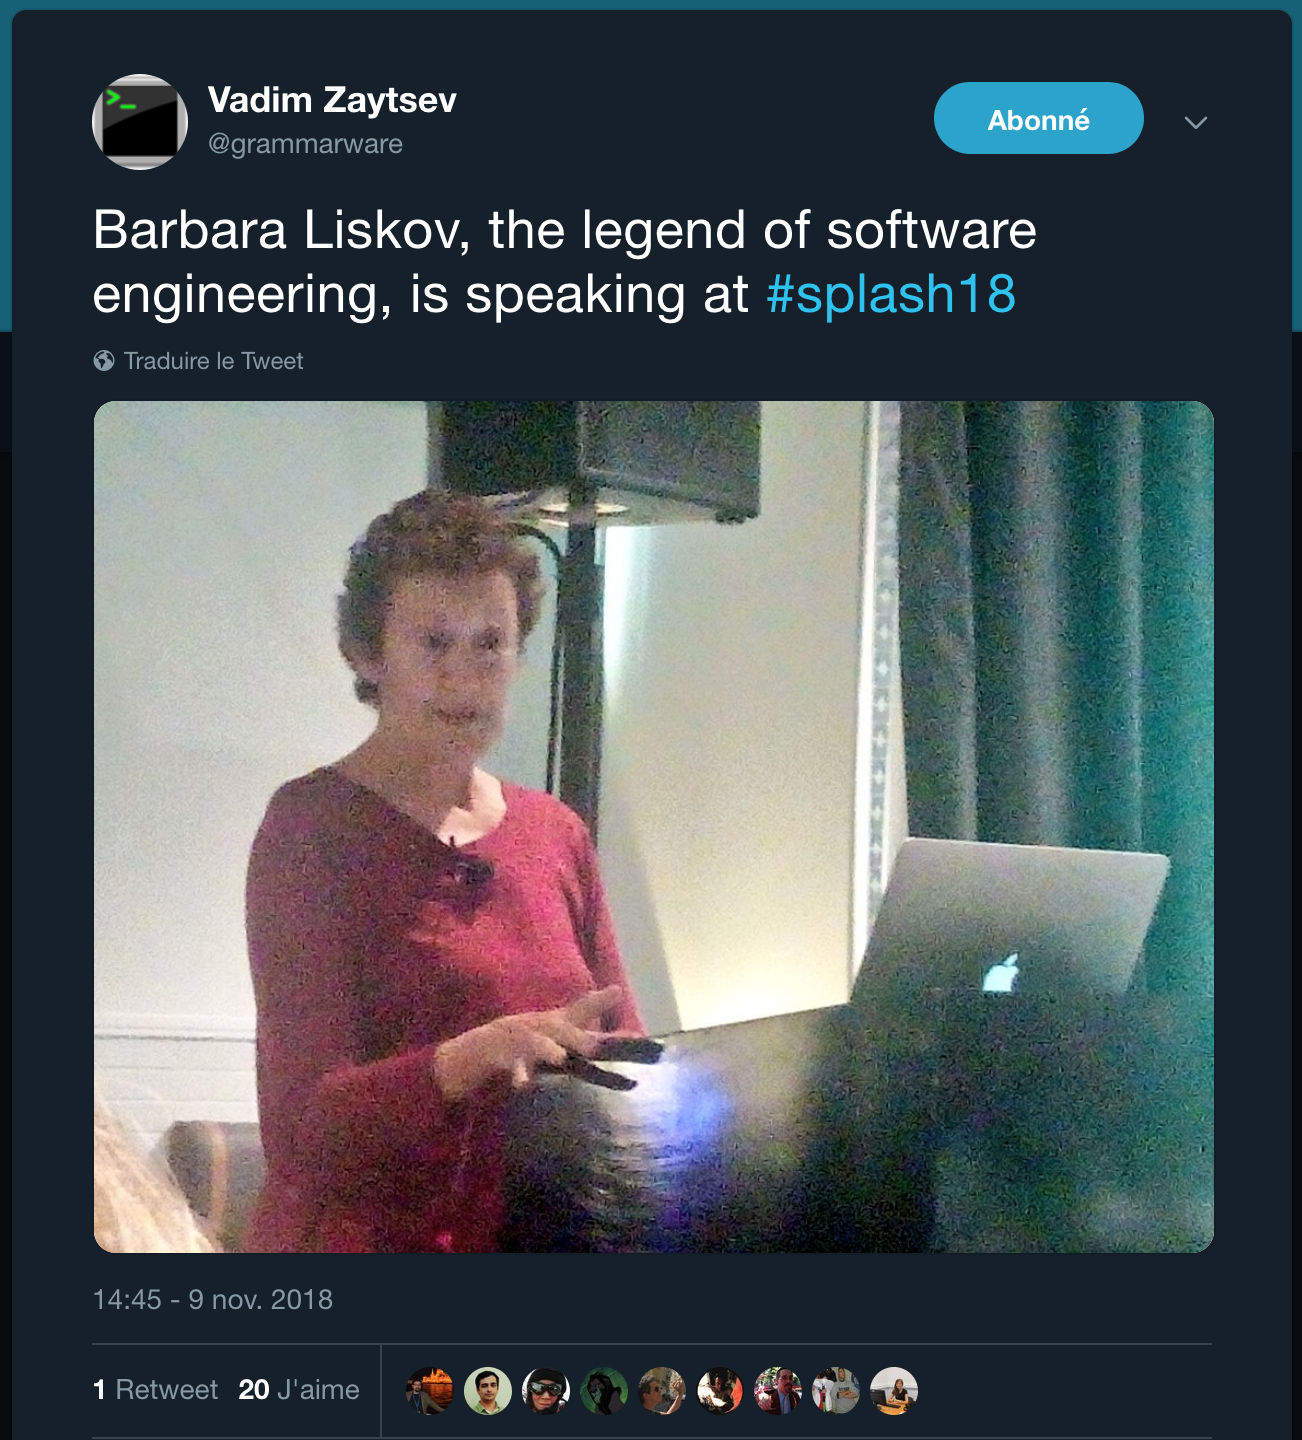 Vadim Zaytsev
@grammarware
Abonné
Barbara Liskov, the legend of software
engineering, is speaking at #splash18
Traduire le Tweet
14:45 - 9 nov. 2018
1 Retweet 20 J'aime